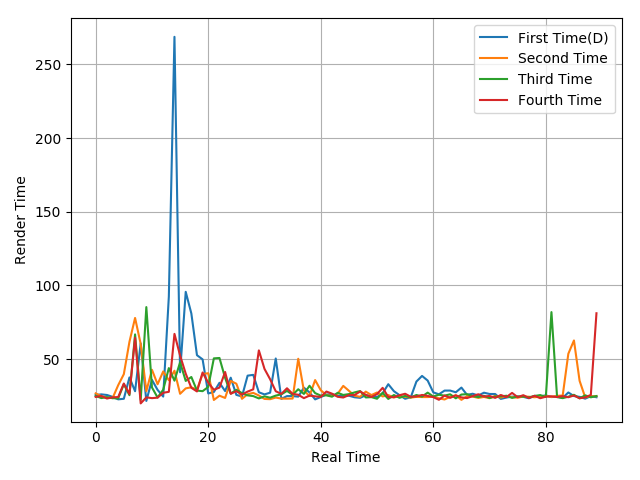 First Time(D)
Second Time
Third Time
Fourth Time
250
200
150
100
50
Render Time
0 20 40 60 80
Real Time